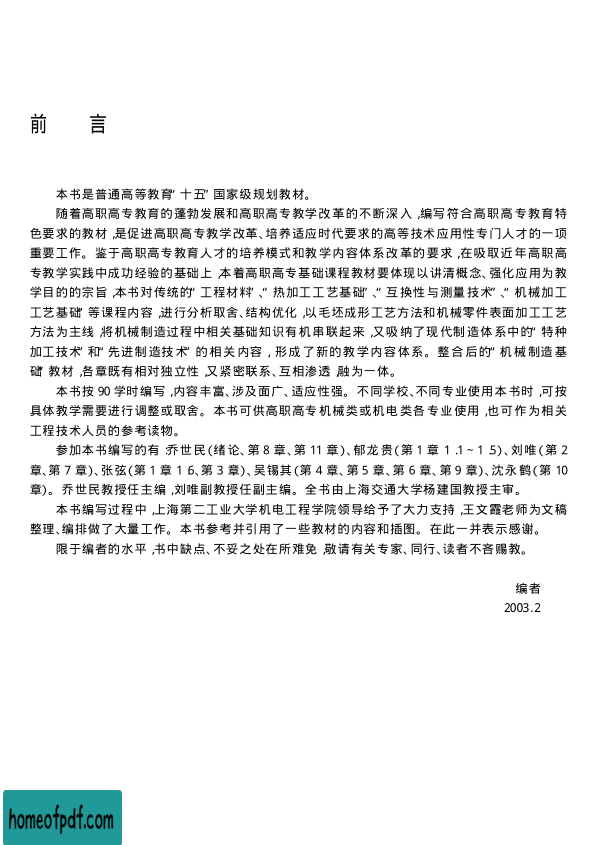 前　言
本书是普通高等教育“十五”国家级规划教材。
随着高职高专教育的蓬勃发展和高职高专教学改革的不断深入,编写符合高职高专教育特
色要求的教材,是促进高职高专教学改革、培养适应时代要求的高等技术应用性专门人才的一项
重要工作。鉴于高职高专教育人才的培养模式和教学内容体系改革的要求,在吸取近年高职高
专教学实践中成功经验的基础上,本着高职高专基础课程教材要体现以讲清概念、强化应用为教
学目的的宗旨,本书对传统的“工程材料”、“热加工工艺基础”、“互换性与测量技术”、“机械加工
工艺基础”等课程内容,进行分析取舍、结构优化,以毛坯成形工艺方法和机械零件表面加工工艺
方法为主线,将机械制造过程中相关基础知识有机串联起来,又吸纳了现代制造体系中的“特种
加工技术”和“先进制造技术”的相关内容,形成了新的教学内容体系。整合后的“机械制造基
础”教材,各章既有相对独立性,又紧密联系、互相渗透,融为一体。
本书按90学时编写,内容丰富、涉及面广、适应性强。不同学校、不同专业使用本书时,可按
具体教学需要进行调整或取舍。本书可供高职高专机械类或机电类各专业使用,也可作为相关
工程技术人员的参考读物。
参加本书编写的有:乔世民(绪论、第8章、第11章)、郁龙贵(第1章1.1~1.5)、刘唯(第2
章、第7章)、张弦(第1章1.6、第3章)、吴锡其(第4章、第5章、第6章、第9章)、沈永鹤(第10
章)。乔世民教授任主编,刘唯副教授任副主编。全书由上海交通大学杨建国教授主审。
本书编写过程中,上海第二工业大学机电工程学院领导给予了大力支持,王文霞老师为文稿
整理、编排做了大量工作。本书参考并引用了一些教材的内容和插图。在此一并表示感谢。
限于编者的水平,书中缺点、不妥之处在所难免,敬请有关专家、同行、读者不吝赐教。
编者
2003.2
homeofpdf.com